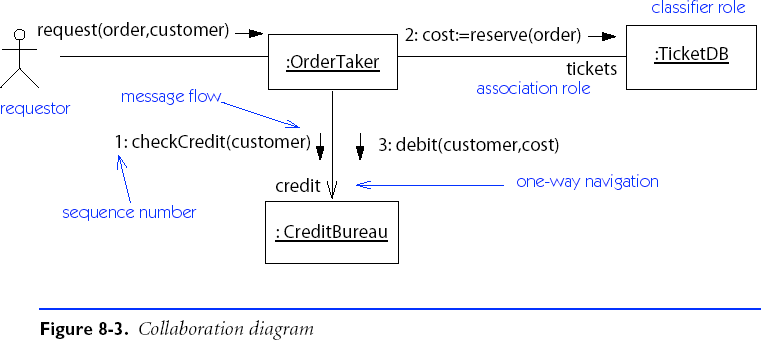 classifier role
request(order,customer)
2: cost:=reserve(order)
:OrderTaker
:TicketDB
tickets
requestor
message flow
association role
1: checkCredit(customer)
3: debit(customer,cost)
credit
one-way navigation
sequence number
: CreditBureau
Figure 8-3. Collaboration diagram